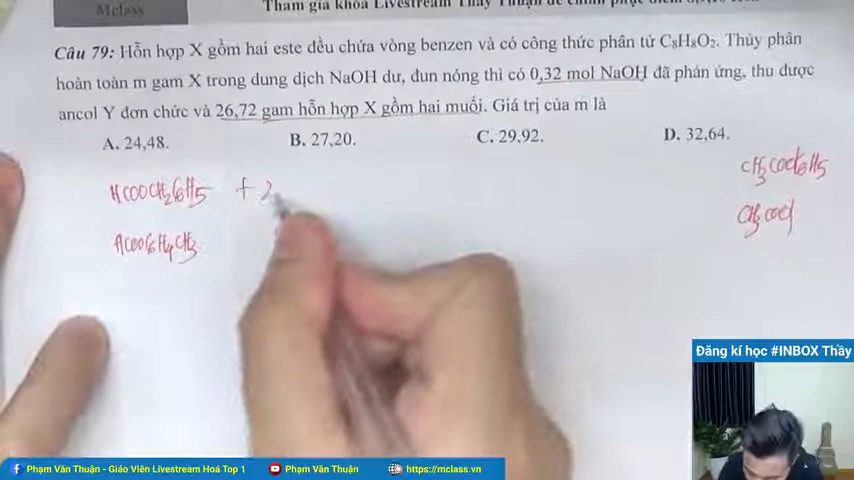 Mclass
Tham gia khóa Livestream Thầy Thuận để chinh phục điểm
Câu 79: Hỗn hợp X gồm hai este đều chứa vòng benzen và có công thức phân tử C₈H₈O₂. Thủy phân
hoàn toàn m gam X trong dung dịch NaOH dư, đun nóng thì có 0,32 mol NaOH đã phản ứng, thu được
ancol Y đơn chức và 26,72 gam hỗn hợp X gồm hai muối. Giá trị của m là
A. 24,48. B. 27,20. C. 29,92. D. 32,64.
HCOOCH₂C₆H₅ + 2
CH₃COOC₆H₅
CH₃COO
HCOOC₆H₄CH₃
Đăng kí học #INBOX Thầy
Phạm Văn Thuận - Giáo Viên Livestream Hoá Top 1 Phạm Văn Thuận https://mclass.vn